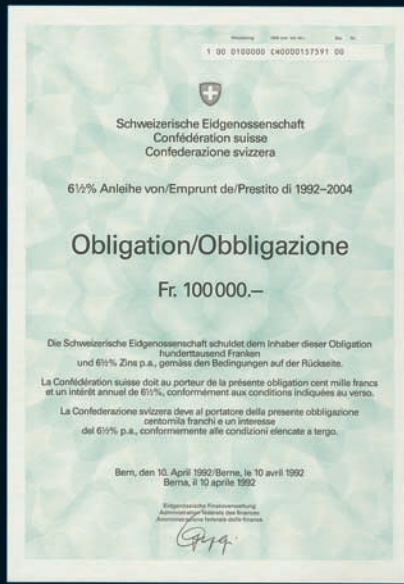 1 00 0100000 CH0000157591 00
Schweizerische Eidgenossenschaft
Confédération suisse
Confederazione svizzera
6½% Anleihe von/Emprunt de/Prestito di 1992–2004
Obligation/Obbligazione
Fr. 100 000.–
Die Schweizerische Eidgenossenschaft schuldet dem Inhaber dieser Obligation
hunderttausend Franken
und 6½% Zins p.a., gemäss den Bedingungen auf der Rückseite.
La Confédération suisse doit au porteur de la présente obligation cent mille francs
et un intérêt annuel de 6½%, conformément aux conditions indiquées au verso.
La Confederazione svizzera deve al portatore della presente obbligazione
centomila franchi e un interesse
del 6½% p.a., conformemente alle condizioni elencate a tergo.
Bern, den 10. April 1992/Berne, le 10 avril 1992
Berna, il 10 aprile 1992
Eidgenössische Finanzverwaltung
Administration fédérale des finances
Amministrazione federale delle finanze